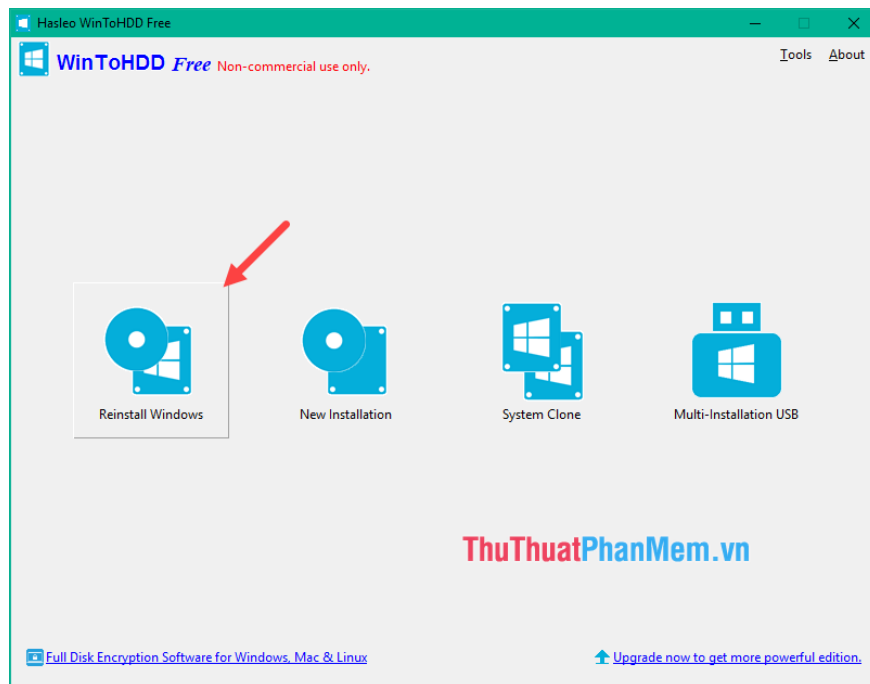 Hasleo WinToHDD Free
WinToHDD Free Non-commercial use only.
Tools About
Reinstall Windows
New Installation
System Clone
Multi-Installation USB
ThuThuatPhanMem.vn
Full Disk Encryption Software for Windows, Mac & Linux
Upgrade now to get more powerful edition.